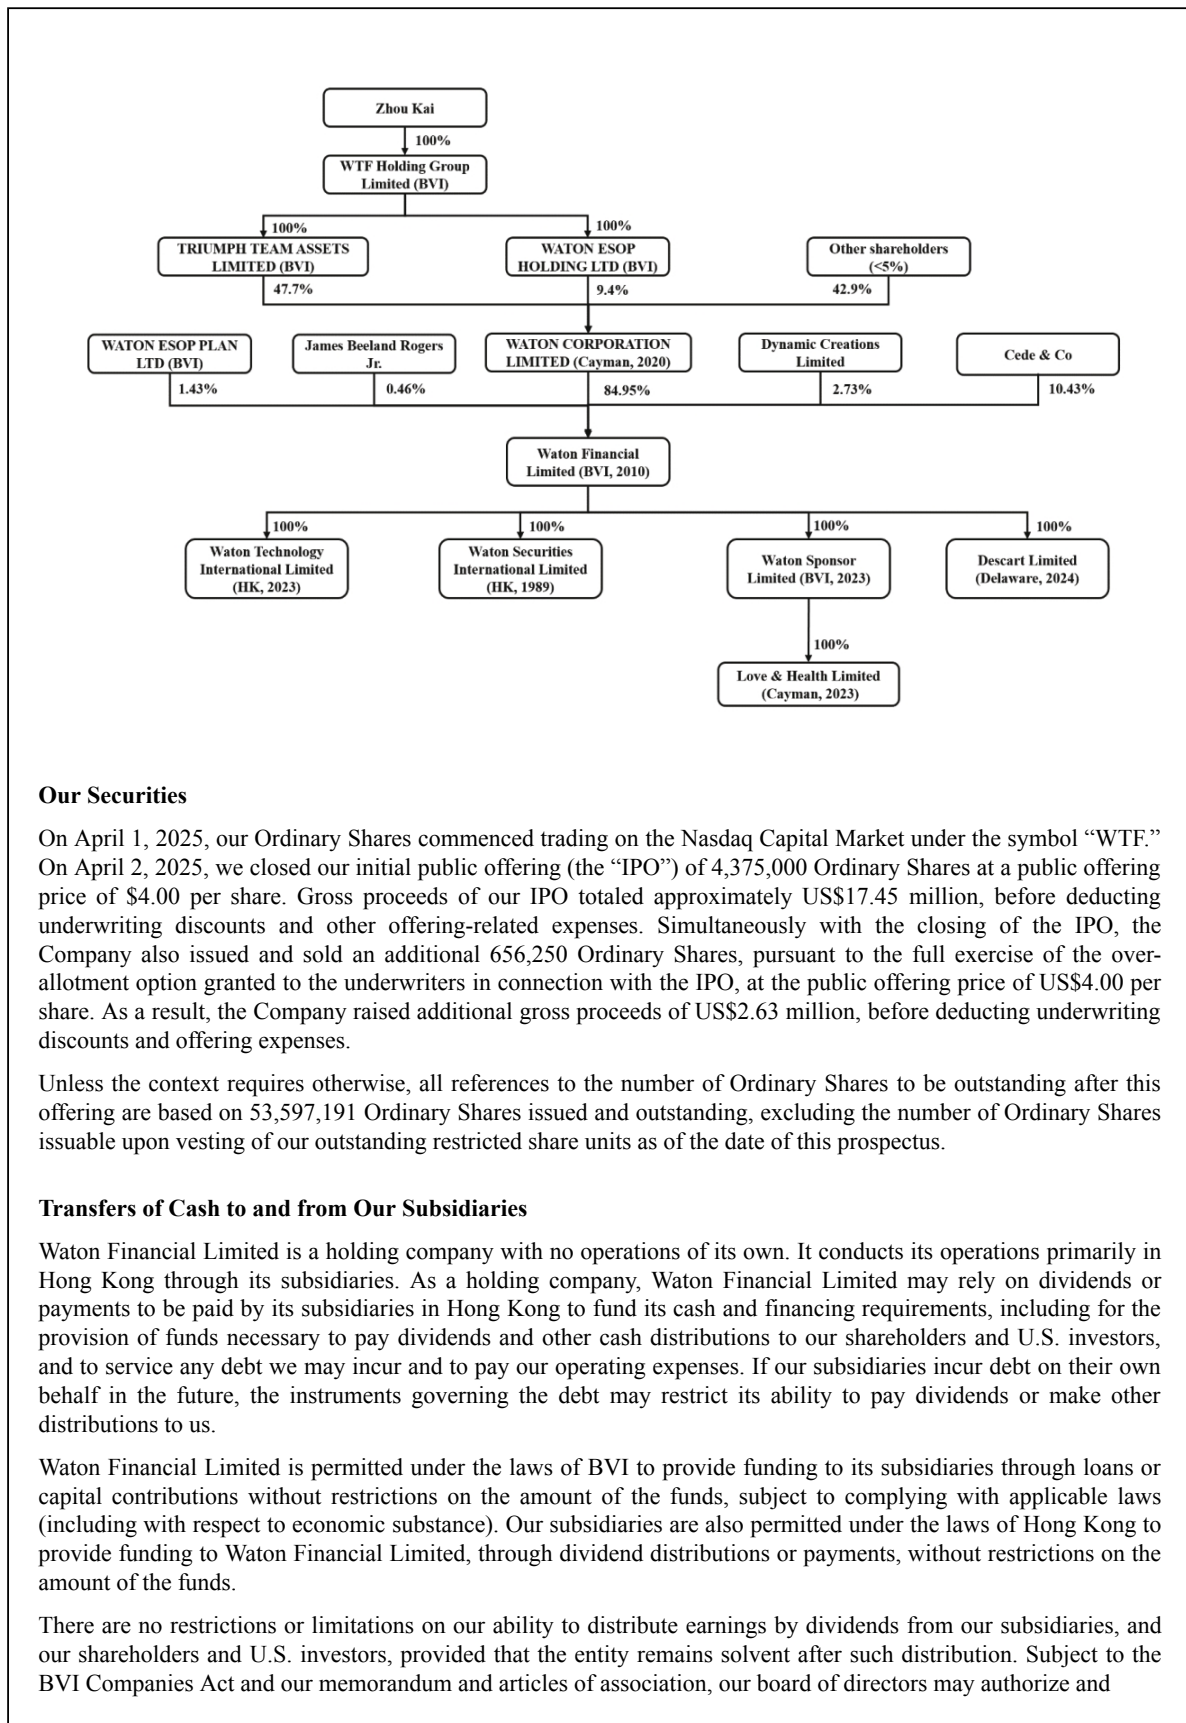 Zhou Kai
100%
WTF Holding Group
Limited (BVI)
100%
100%
TRIUMPH TEAM ASSETS
LIMITED (BVI)
WATON ESOP
HOLDING LTD (BVI)
Other shareholders
(<5%)
47.7%
9.4%
42.9%
WATON ESOP PLAN
LTD (BVI)
James Beeland Rogers
Jr.
WATON CORPORATION
LIMITED (Cayman, 2020)
Dynamic Creations
Limited
Cede & Co
1.43%
0.46%
84.95%
2.73%
10.43%
Waton Financial
Limited (BVI, 2010)
100%
100%
100%
100%
Waton Technology
International Limited
(HK, 2023)
Waton Securities
International Limited
(HK, 1989)
Waton Sponsor
Limited (BVI, 2023)
Descart Limited
(Delaware, 2024)
100%
Love & Health Limited
(Cayman, 2023)
Our Securities
On April 1, 2025, our Ordinary Shares commenced trading on the Nasdaq Capital Market under the symbol “WTF.”
On April 2, 2025, we closed our initial public offering (the “IPO”) of 4,375,000 Ordinary Shares at a public offering
price of $4.00 per share. Gross proceeds of our IPO totaled approximately US$17.45 million, before deducting
underwriting discounts and other offering-related expenses. Simultaneously with the closing of the IPO, the
Company also issued and sold an additional 656,250 Ordinary Shares, pursuant to the full exercise of the over-
allotment option granted to the underwriters in connection with the IPO, at the public offering price of US$4.00 per
share. As a result, the Company raised additional gross proceeds of US$2.63 million, before deducting underwriting
discounts and offering expenses.
Unless the context requires otherwise, all references to the number of Ordinary Shares to be outstanding after this
offering are based on 53,597,191 Ordinary Shares issued and outstanding, excluding the number of Ordinary Shares
issuable upon vesting of our outstanding restricted share units as of the date of this prospectus.
Transfers of Cash to and from Our Subsidiaries
Waton Financial Limited is a holding company with no operations of its own. It conducts its operations primarily in
Hong Kong through its subsidiaries. As a holding company, Waton Financial Limited may rely on dividends or
payments to be paid by its subsidiaries in Hong Kong to fund its cash and financing requirements, including for the
provision of funds necessary to pay dividends and other cash distributions to our shareholders and U.S. investors,
and to service any debt we may incur and to pay our operating expenses. If our subsidiaries incur debt on their own
behalf in the future, the instruments governing the debt may restrict its ability to pay dividends or make other
distributions to us.
Waton Financial Limited is permitted under the laws of BVI to provide funding to its subsidiaries through loans or
capital contributions without restrictions on the amount of the funds, subject to complying with applicable laws
(including with respect to economic substance). Our subsidiaries are also permitted under the laws of Hong Kong to
provide funding to Waton Financial Limited, through dividend distributions or payments, without restrictions on the
amount of the funds.
There are no restrictions or limitations on our ability to distribute earnings by dividends from our subsidiaries, and
our shareholders and U.S. investors, provided that the entity remains solvent after such distribution. Subject to the
BVI Companies Act and our memorandum and articles of association, our board of directors may authorize and